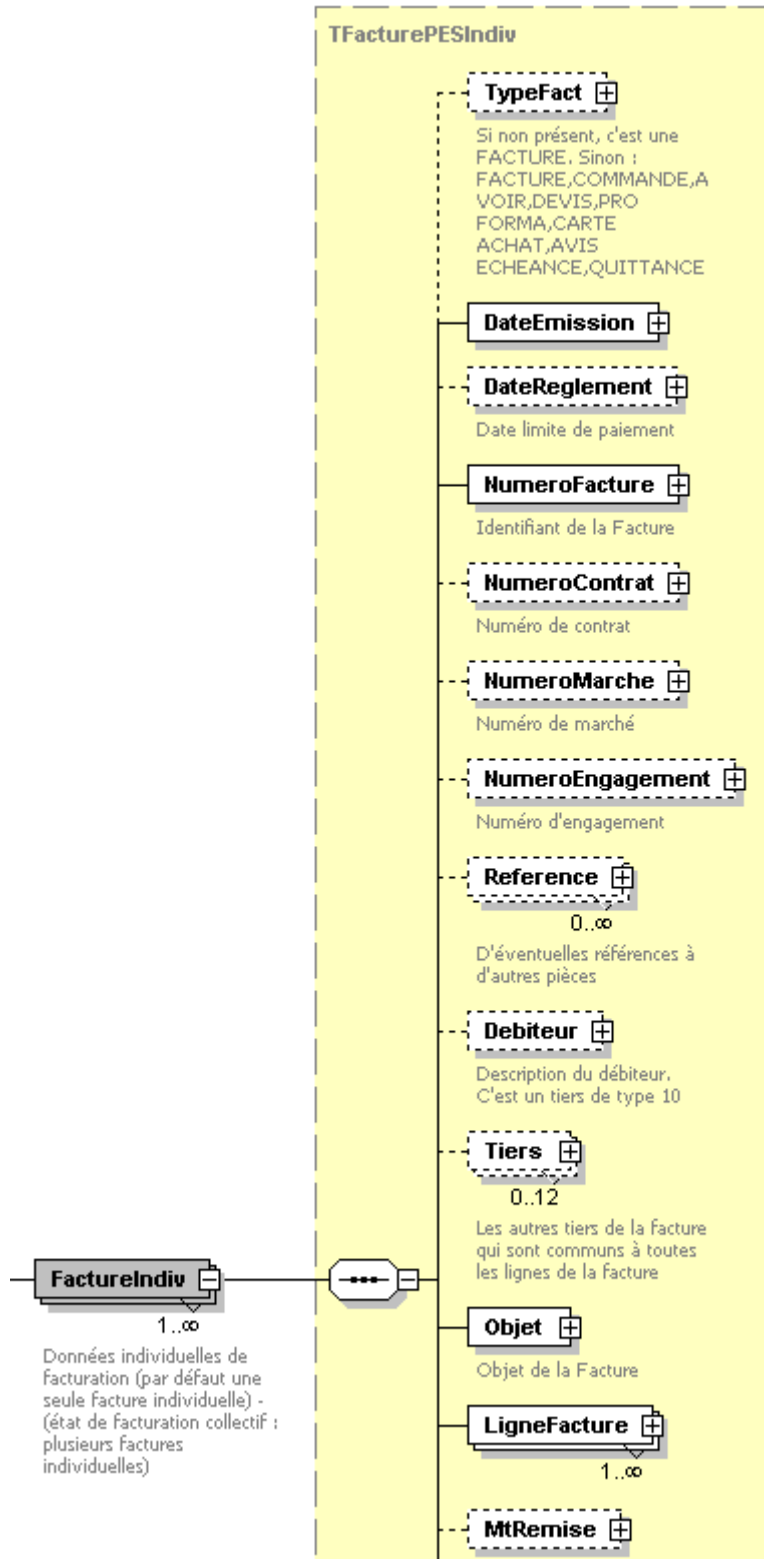 TFacturePESIndiv
TypeFact
Si non présent, c'est une
FACTURE. Sinon :
FACTURE,COMMANDE,A
VOIR,DEVIS,PRO
FORMA,CARTE
ACHAT,AVIS
ECHEANCE,QUITTANCE
DateEmission
DateReglement
Date limite de paiement
NumeroFacture
Identifiant de la Facture
NumeroContrat
Numéro de contrat
NumeroMarche
Numéro de marché
NumeroEngagement
Numéro d'engagement
Reference
0..∞
D'éventuelles références à
d'autres pièces
Debiteur
Description du débiteur.
C'est un tiers de type 10
Tiers
0..12
Les autres tiers de la facture
qui sont communs à toutes
les lignes de la facture
FactureIndiv
1..∞
Données individuelles de
facturation (par défaut une
seule facture individuelle) -
(état de facturation collectif :
plusieurs factures
individuelles)
Objet
Objet de la Facture
LigneFacture
1..∞
MtRemise